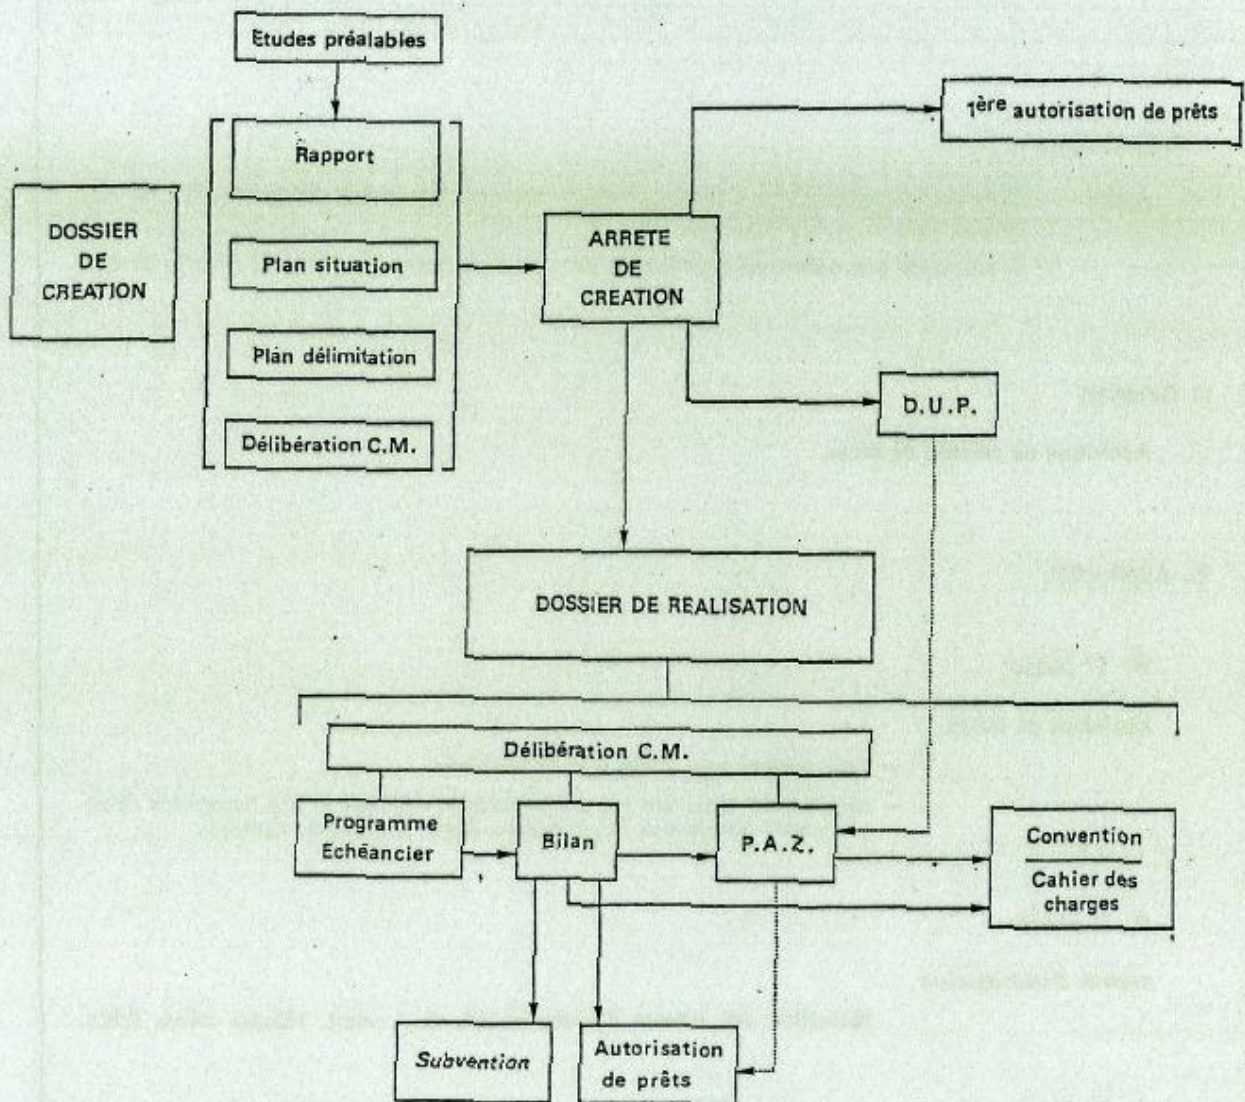 Etudes préalables
1ère autorisation de prêts
Rapport
DOSSIER
DE
CREATION
Plan situation
Plan délimitation
Délibération C.M.
ARRETE
DE
CREATION
D.U.P.
DOSSIER DE REALISATION
Délibération C.M.
Programme
Echéancier
Bilan
P.A.Z.
Convention
Cahier des
charges
Subvention
Autorisation
de prêts